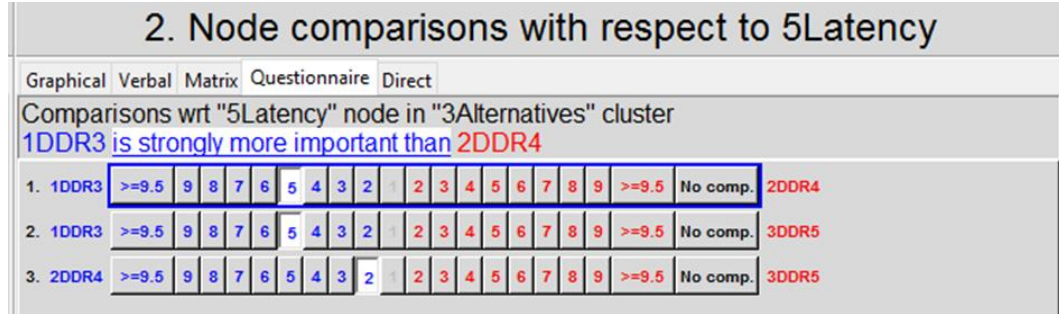 2. Node comparisons with respect to 5Latency
Graphical Verbal Matrix Questionnaire Direct
Comparisons wrt "5Latency" node in "3Alternatives" cluster
1DDR3 is strongly more important than 2DDR4
1. 1DDR3 >=9.5 9 8 7 6 5 4 3 2 1 2 3 4 5 6 7 8 9 >=9.5 No comp. 2DDR4
2. 1DDR3 >=9.5 9 8 7 6 5 4 3 2 1 2 3 4 5 6 7 8 9 >=9.5 No comp. 3DDR5
3. 2DDR4 >=9.5 9 8 7 6 5 4 3 2 1 2 3 4 5 6 7 8 9 >=9.5 No comp. 3DDR5